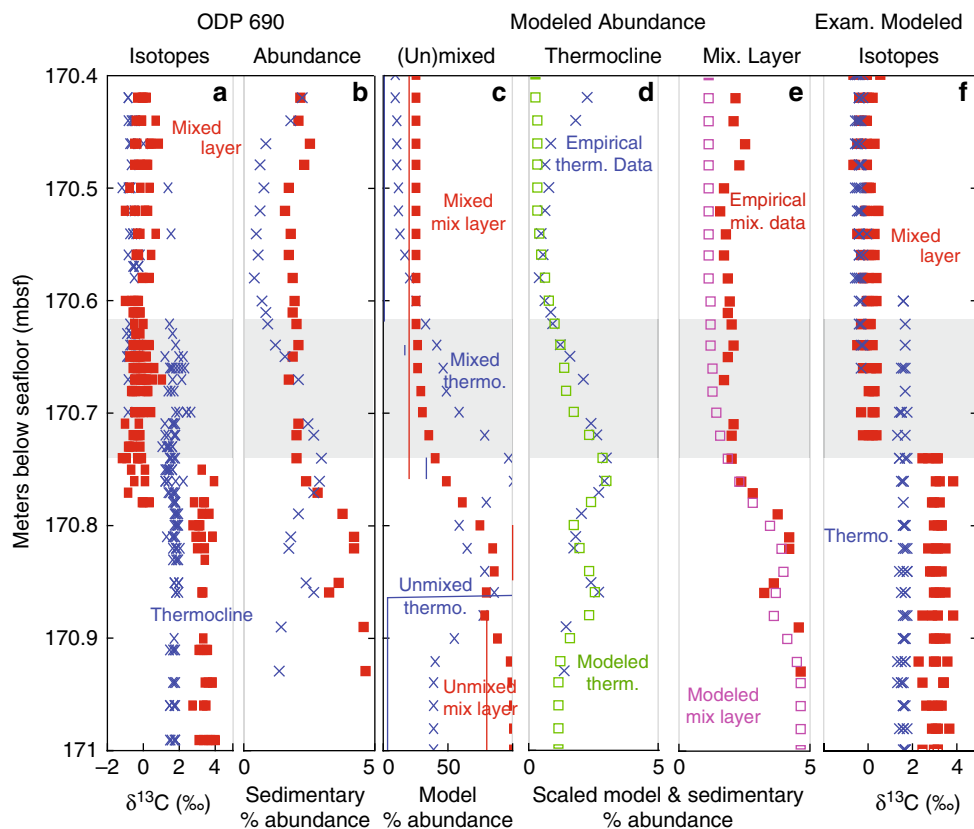 ODP 690 Modeled Abundance Exam. Modeled
Isotopes Abundance (Un)mixed Thermocline Mix. Layer Isotopes
170.4 a b c d e f
Mixed layer
Empirical therm. Data
170.5
Mixed mix layer
Empirical mix. data
Mixed layer
170.6
Mixed thermo.
170.7
Meters below seafloor (mbsf)
170.8
Thermo.
Unmixed thermo.
Thermocline
170.9
Modeled therm.
Unmixed mix layer
Modeled mix layer
171
−2 0 2 4 0 5 50 0 5 5 0 4 8
δ13C (‰) Sedimentary % abundance Model % abundance Scaled model & sedimentary % abundance δ13C (‰)